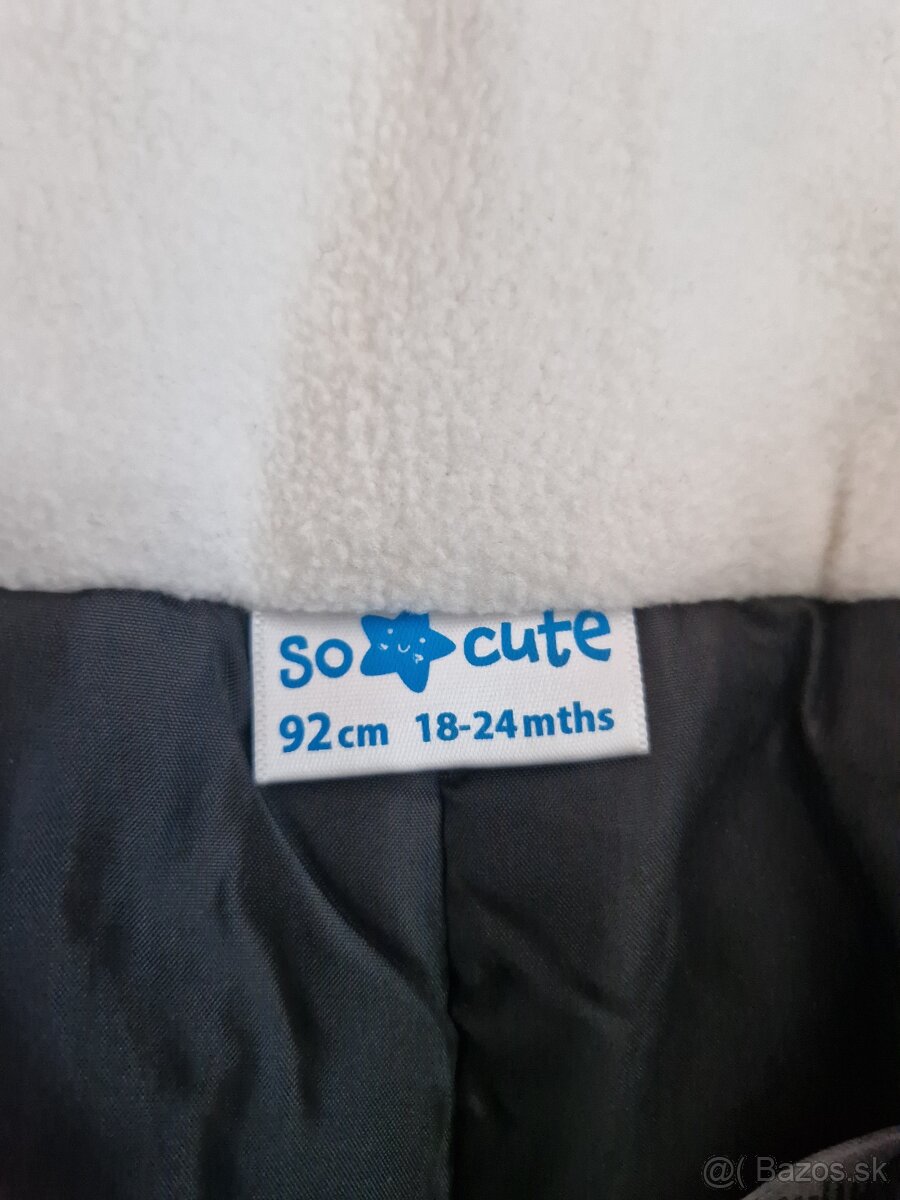 so cute
92cm 18-24mths
@( Bazos.sk